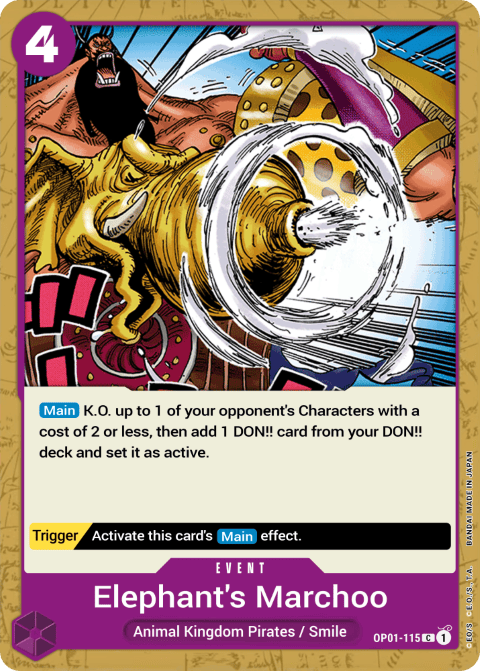 4
Main K.O. up to 1 of your opponent's Characters with a
cost of 2 or less, then add 1 DON!! card from your DON!!
deck and set it as active.
Trigger Activate this card's Main effect.
EVENT
Elephant's Marchoo
Animal Kingdom Pirates / Smile
OP01-115 C 1
©E.O./S. ©E.O./S., T.A. BANDAI MADE IN JAPAN